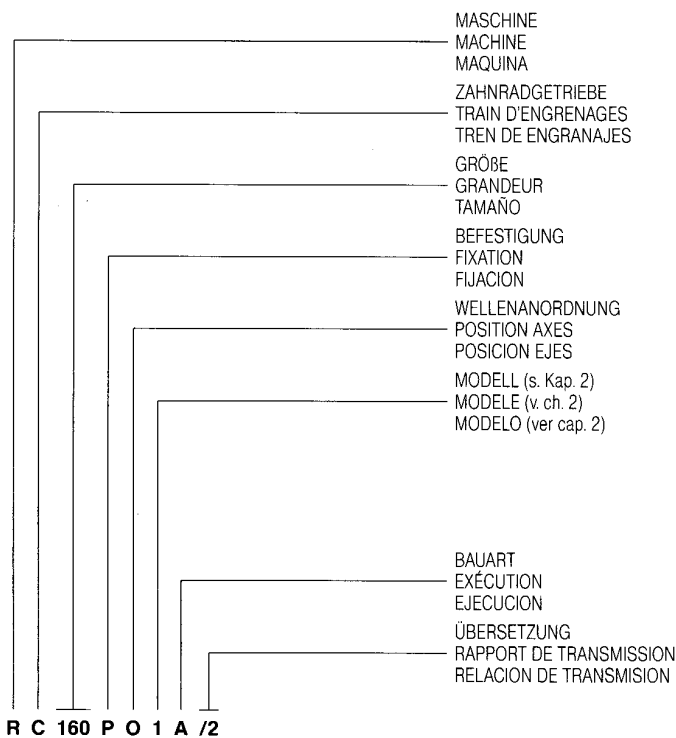 MASCHINE
MACHINE
MAQUINA
ZAHNRADGETRIEBE
TRAIN D'ENGRENAGES
TREN DE ENGRANAJES
GRÖßE
GRANDEUR
TAMAÑO
BEFESTIGUNG
FIXATION
FIJACION
WELLENANORDNUNG
POSITION AXES
POSICION EJES
MODELL (s. Kap. 2)
MODELE (v. ch. 2)
MODELO (ver cap. 2)
BAUART
EXÉCUTION
EJECUCION
ÜBERSETZUNG
RAPPORT DE TRANSMISSION
RELACION DE TRANSMISION
R C 160 P O 1 A /2